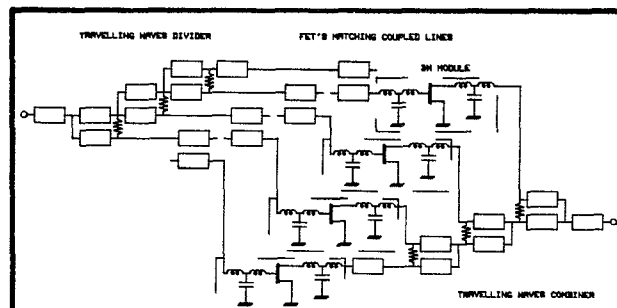 TRAVELLING WAVES DIVIDER
FET'S MATCHING COUPLED LINES
3W MODULE
TRAVELLING WAVES COMBINER